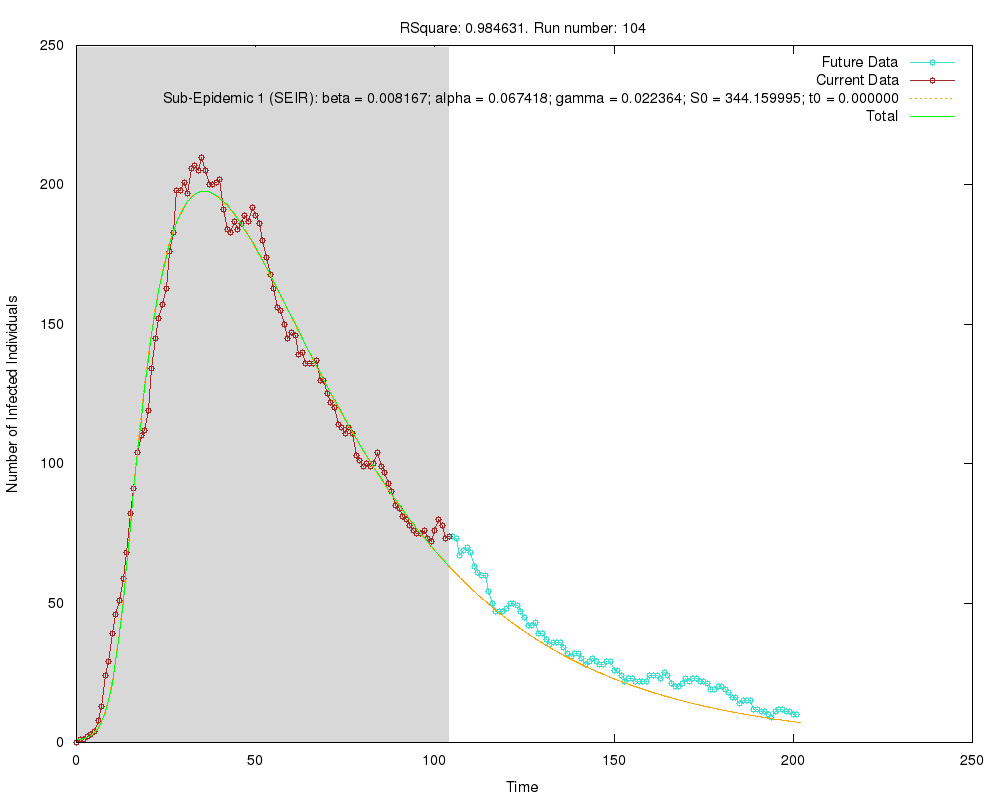 RSquare: 0.984631. Run number: 104
250
200
150
100
50
0
Number of Infected Individuals
Future Data
Current Data
Sub-Epidemic 1 (SEIR): beta = 0.008167; alpha = 0.067418; gamma = 0.022364; S0 = 344.159995; t0 = 0.000000
Total
0 50 100 150 200 250
Time